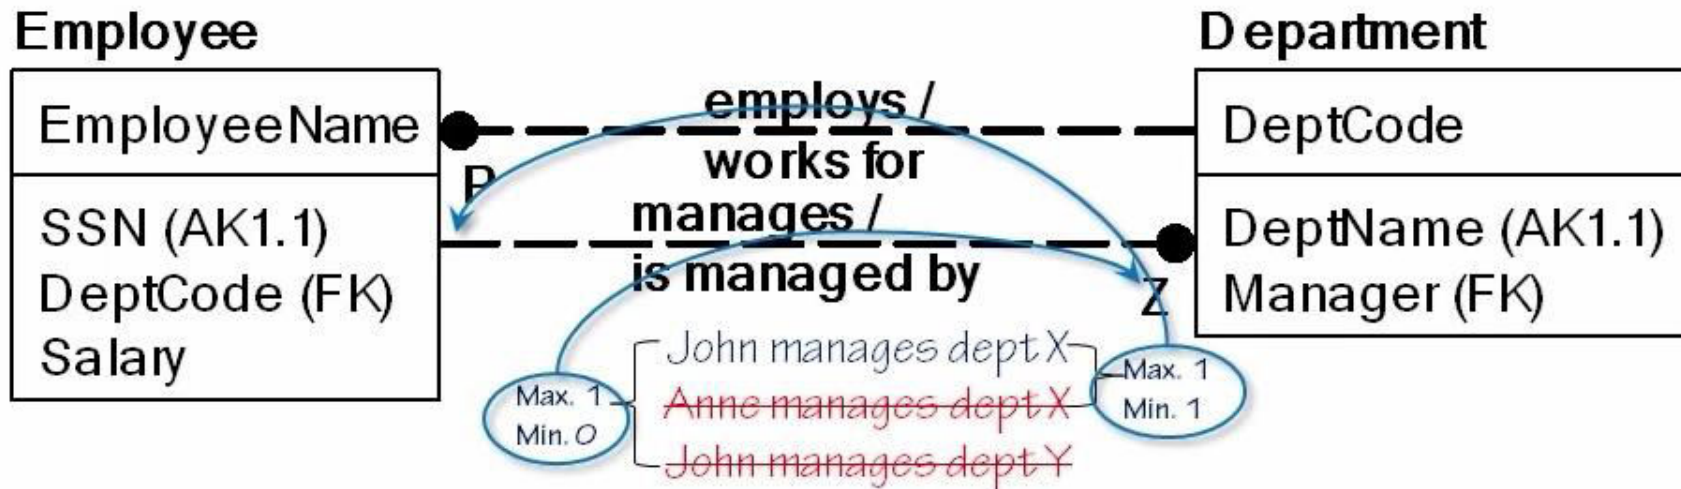 Employee
Department
EmployeeName
SSN (AK1.1)
DeptCode (FK)
Salary
employs /
works for
P
manages /
is managed by
Z
DeptCode
DeptName (AK1.1)
Manager (FK)
Max. 1
Min. 0
John manages dept X
Anne manages dept X
John manages dept Y
Max. 1
Min. 1